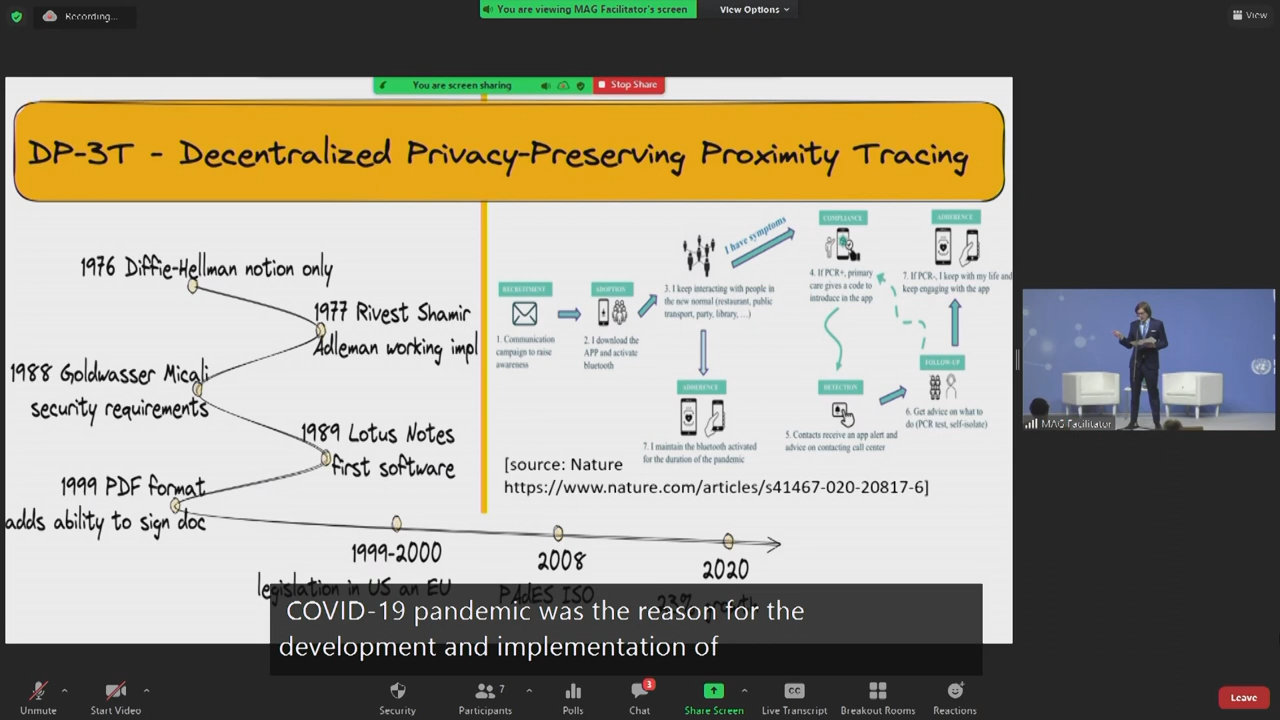 Recording...
You are viewing MAG Facilitator's screen
View Options
View
You are screen sharing
Stop Share
DP-3T - Decentralized Privacy-Preserving Proximity Tracing
1976 Diffie-Hellman notion only
1977 Rivest Shamir
Adleman working impl
1988 Goldwasser Micali
security requirements
1989 Lotus Notes
first software
1999 PDF format
adds ability to sign doc
1999-2000
legislation in US an EU
2008
PAdES ISO
2020
RECRUITMENT
1. Communication
campaign to raise
awareness
ADOPTION
2. I download the
APP and activate
bluetooth
3. I keep interacting with people in
the new normal (restaurant, public
transport, party, library, ...)
I have symptoms
COMPLIANCE
4. If PCR+, primary
care gives a code to
introduce in the app
ADHERENCE
7. If PCR-, I keep with my life and
keep engaging with the app
ADHERENCE
7. I maintain the bluetooth activated
for the duration of the pandemic
DETECTION
5. Contacts receive an app alert and
advice on contacting call center
FOLLOW-UP
6. Get advice on what to
do (PCR test, self-isolate)
[source: Nature
https://www.nature.com/articles/s41467-020-20817-6]
COVID-19 pandemic was the reason for the
development and implementation of
MAG Facilitator
Unmute
Start Video
Security
Participants
7
Polls
Chat
3
Share Screen
CC
Live Transcript
Breakout Rooms
Reactions
Leave